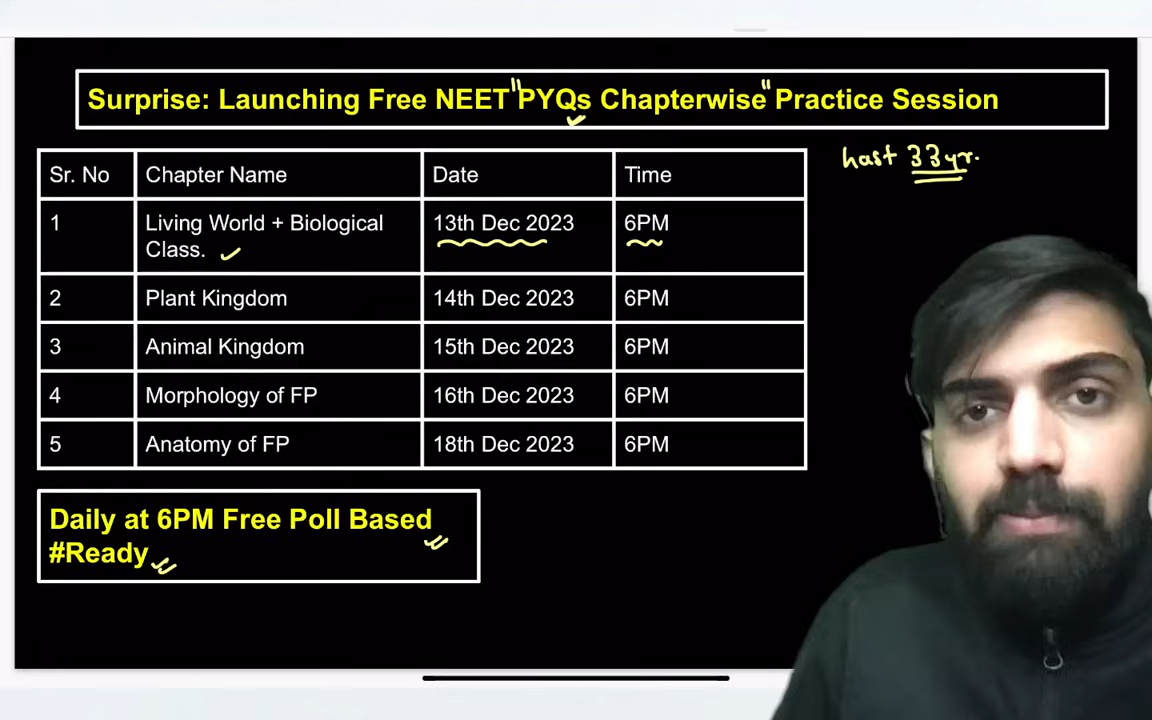 Surprise: Launching Free NEET "PYQs Chapterwise" Practice Session
Last 33yr.
Sr. No Chapter Name Date Time
1 Living World + Biological Class. 13th Dec 2023 6PM
2 Plant Kingdom 14th Dec 2023 6PM
3 Animal Kingdom 15th Dec 2023 6PM
4 Morphology of FP 16th Dec 2023 6PM
5 Anatomy of FP 18th Dec 2023 6PM
Daily at 6PM Free Poll Based
#Ready